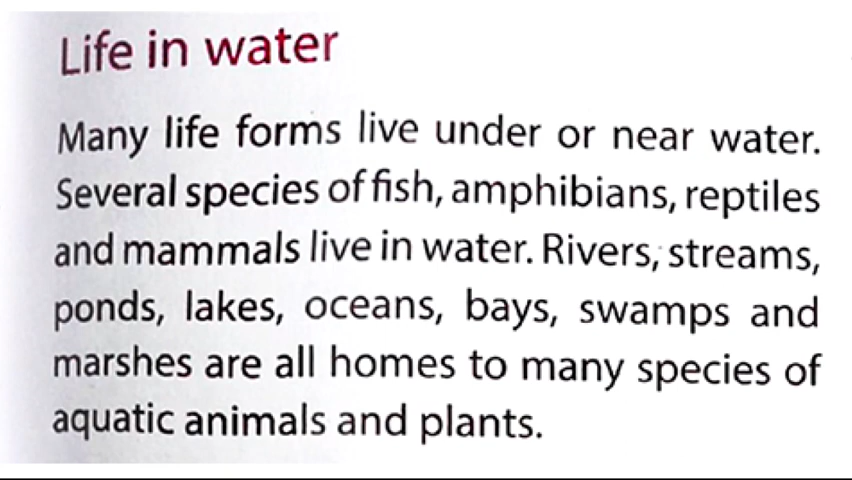 Life in water
Many life forms live under or near water.
Several species of fish, amphibians, reptiles
and mammals live in water. Rivers, streams,
ponds, lakes, oceans, bays, swamps and
marshes are all homes to many species of
aquatic animals and plants.